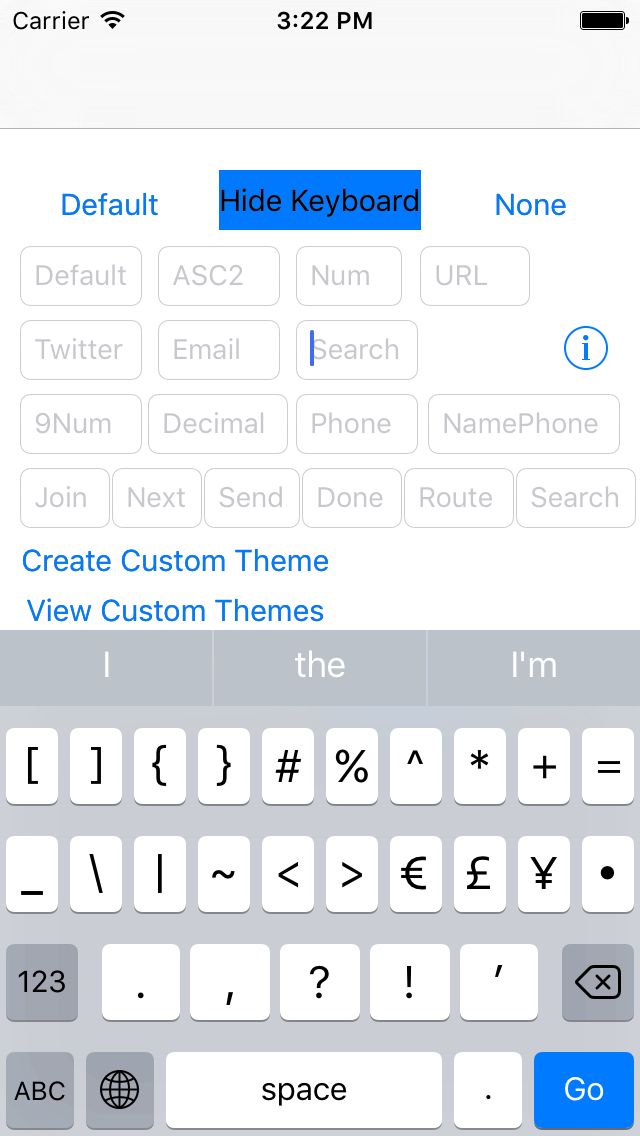 Carrier 3:22 PM
Default Hide Keyboard None
Default ASC2 Num URL
Twitter Email Search i
9Num Decimal Phone NamePhone
Join Next Send Done Route Search
Create Custom Theme
View Custom Themes
I the I'm
[ ] { } # % ^ * + =
_ \ | ~ < > € £ ¥ •
123 . , ? ! ′
ABC space . Go